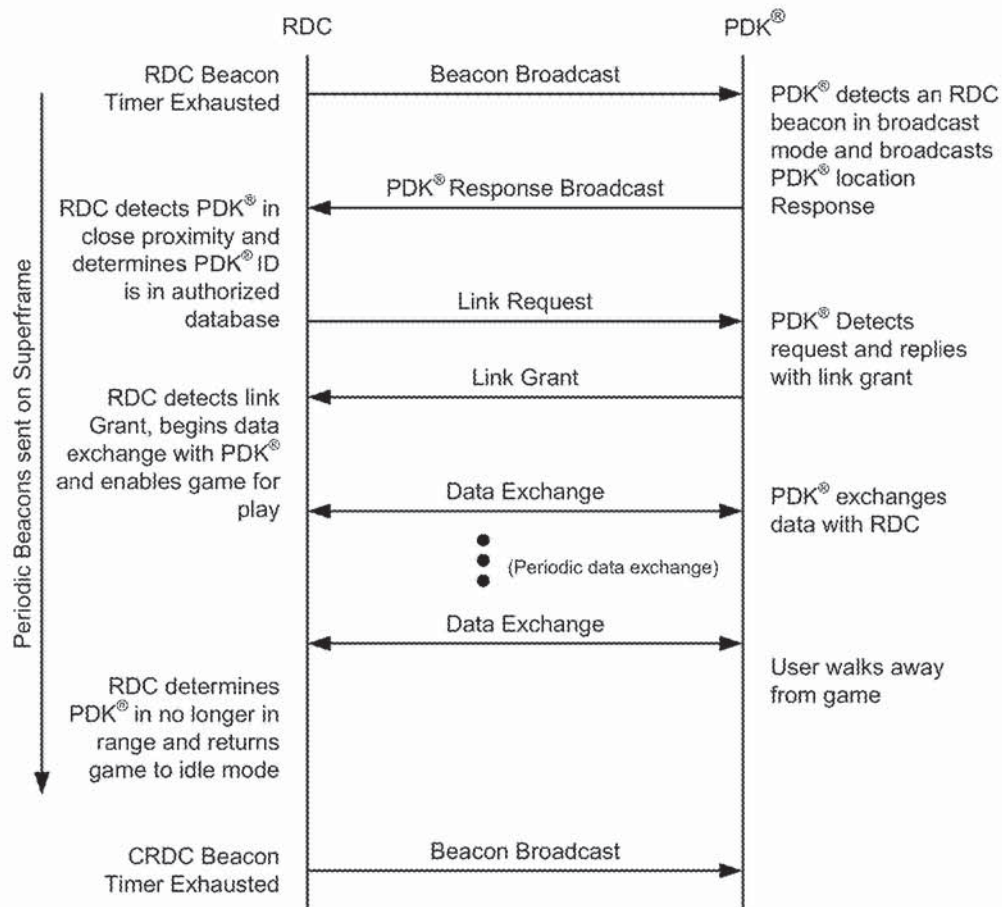 RDC
PDK®
RDC Beacon
Timer Exhausted
Beacon Broadcast
PDK® detects an RDC
beacon in broadcast
mode and broadcasts
PDK® location
Response
PDK® Response Broadcast
RDC detects PDK® in
close proximity and
determines PDK® ID
is in authorized
database
Link Request
PDK® Detects
request and replies
with link grant
Link Grant
RDC detects link
Grant, begins data
exchange with PDK®
and enables game for
play
Data Exchange
PDK® exchanges
data with RDC
(Periodic data exchange)
Data Exchange
User walks away
from game
RDC determines
PDK® in no longer in
range and returns
game to idle mode
Periodic Beacons sent on Superframe
CRDC Beacon
Timer Exhausted
Beacon Broadcast